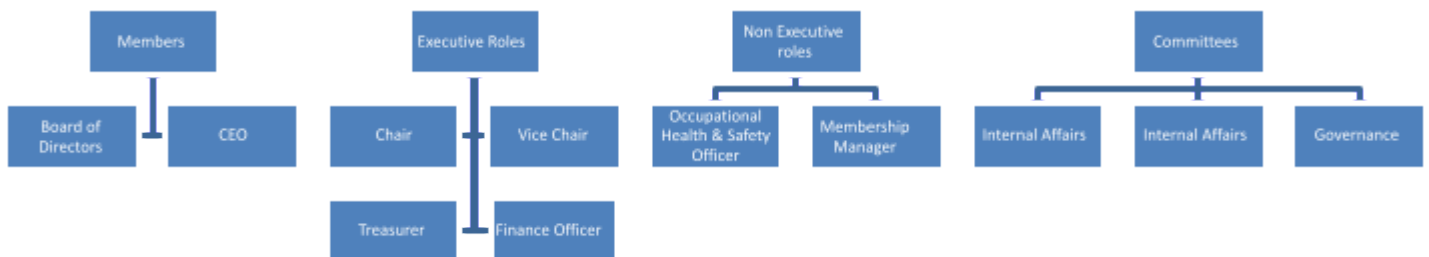 Members
Executive Roles
Non Executive
roles
Committees
Board of
Directors
CEO
Chair
Vice Chair
Occupational
Health & Safety
Officer
Membership
Manager
Internal Affairs
Internal Affairs
Governance
Treasurer
Finance Officer